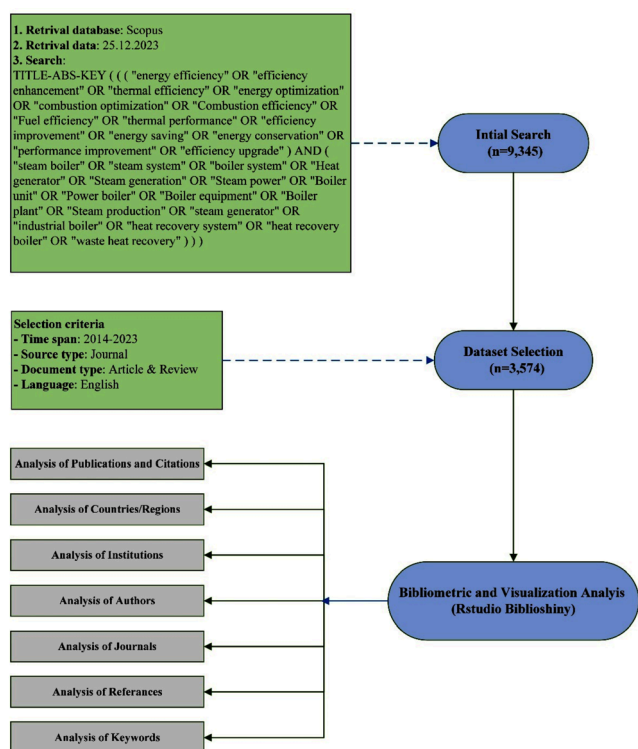 1. Retrival database: Scopus
2. Retrival data: 25.12.2023
3. Search:
TITLE-ABS-KEY ( ( ( "energy efficiency" OR "efficiency
enhancement" OR "thermal efficiency" OR "energy optimization"
OR "combustion optimization" OR "Combustion efficiency" OR
"Fuel efficiency" OR "thermal performance" OR "efficiency
improvement" OR "energy saving" OR "energy conservation" OR
"performance improvement" OR "efficiency upgrade" ) AND (
"steam boiler" OR "steam system" OR "boiler system" OR "Heat
generator" OR "Steam generation" OR "Steam power" OR "Boiler
unit" OR "Power boiler" OR "Boiler equipment" OR "Boiler
plant" OR "Steam production" OR "steam generator" OR
"industrial boiler" OR "heat recovery system" OR "heat recovery
boiler" OR "waste heat recovery" ) ) )
Intial Search
(n=9,345)
Selection criteria
- Time span: 2014-2023
- Source type: Journal
- Document type: Article & Review
- Language: English
Dataset Selection
(n=3,574)
Analysis of Publications and Citations
Analysis of Countries/Regions
Analysis of Institutions
Analysis of Authors
Analysis of Journals
Analysis of Referances
Analysis of Keywords
Bibliometric and Visualization Analyis
(Rstudio Biblioshiny)